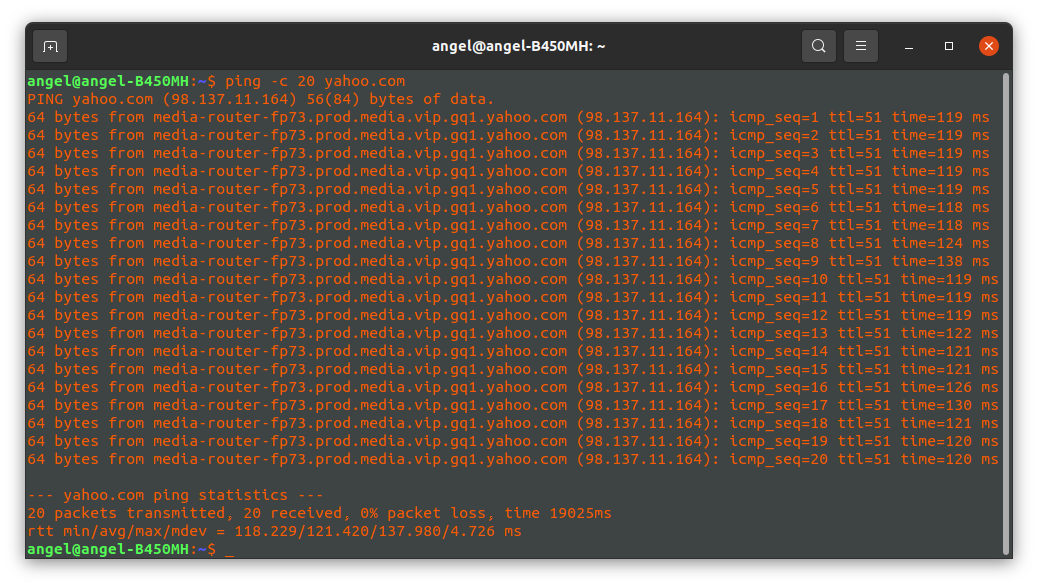 angel@angel-B450MH: ~
angel@angel-B450MH:~$ ping -c 20 yahoo.com
PING yahoo.com (98.137.11.164) 56(84) bytes of data.
64 bytes from media-router-fp73.prod.media.vip.gq1.yahoo.com (98.137.11.164): icmp_seq=1 ttl=51 time=119 ms
64 bytes from media-router-fp73.prod.media.vip.gq1.yahoo.com (98.137.11.164): icmp_seq=2 ttl=51 time=119 ms
64 bytes from media-router-fp73.prod.media.vip.gq1.yahoo.com (98.137.11.164): icmp_seq=3 ttl=51 time=119 ms
64 bytes from media-router-fp73.prod.media.vip.gq1.yahoo.com (98.137.11.164): icmp_seq=4 ttl=51 time=119 ms
64 bytes from media-router-fp73.prod.media.vip.gq1.yahoo.com (98.137.11.164): icmp_seq=5 ttl=51 time=119 ms
64 bytes from media-router-fp73.prod.media.vip.gq1.yahoo.com (98.137.11.164): icmp_seq=6 ttl=51 time=118 ms
64 bytes from media-router-fp73.prod.media.vip.gq1.yahoo.com (98.137.11.164): icmp_seq=7 ttl=51 time=118 ms
64 bytes from media-router-fp73.prod.media.vip.gq1.yahoo.com (98.137.11.164): icmp_seq=8 ttl=51 time=124 ms
64 bytes from media-router-fp73.prod.media.vip.gq1.yahoo.com (98.137.11.164): icmp_seq=9 ttl=51 time=138 ms
64 bytes from media-router-fp73.prod.media.vip.gq1.yahoo.com (98.137.11.164): icmp_seq=10 ttl=51 time=119 ms
64 bytes from media-router-fp73.prod.media.vip.gq1.yahoo.com (98.137.11.164): icmp_seq=11 ttl=51 time=119 ms
64 bytes from media-router-fp73.prod.media.vip.gq1.yahoo.com (98.137.11.164): icmp_seq=12 ttl=51 time=119 ms
64 bytes from media-router-fp73.prod.media.vip.gq1.yahoo.com (98.137.11.164): icmp_seq=13 ttl=51 time=122 ms
64 bytes from media-router-fp73.prod.media.vip.gq1.yahoo.com (98.137.11.164): icmp_seq=14 ttl=51 time=121 ms
64 bytes from media-router-fp73.prod.media.vip.gq1.yahoo.com (98.137.11.164): icmp_seq=15 ttl=51 time=121 ms
64 bytes from media-router-fp73.prod.media.vip.gq1.yahoo.com (98.137.11.164): icmp_seq=16 ttl=51 time=126 ms
64 bytes from media-router-fp73.prod.media.vip.gq1.yahoo.com (98.137.11.164): icmp_seq=17 ttl=51 time=130 ms
64 bytes from media-router-fp73.prod.media.vip.gq1.yahoo.com (98.137.11.164): icmp_seq=18 ttl=51 time=121 ms
64 bytes from media-router-fp73.prod.media.vip.gq1.yahoo.com (98.137.11.164): icmp_seq=19 ttl=51 time=120 ms
64 bytes from media-router-fp73.prod.media.vip.gq1.yahoo.com (98.137.11.164): icmp_seq=20 ttl=51 time=120 ms
--- yahoo.com ping statistics ---
20 packets transmitted, 20 received, 0% packet loss, time 19025ms
rtt min/avg/max/mdev = 118.229/121.420/137.980/4.726 ms
angel@angel-B450MH:~$ _